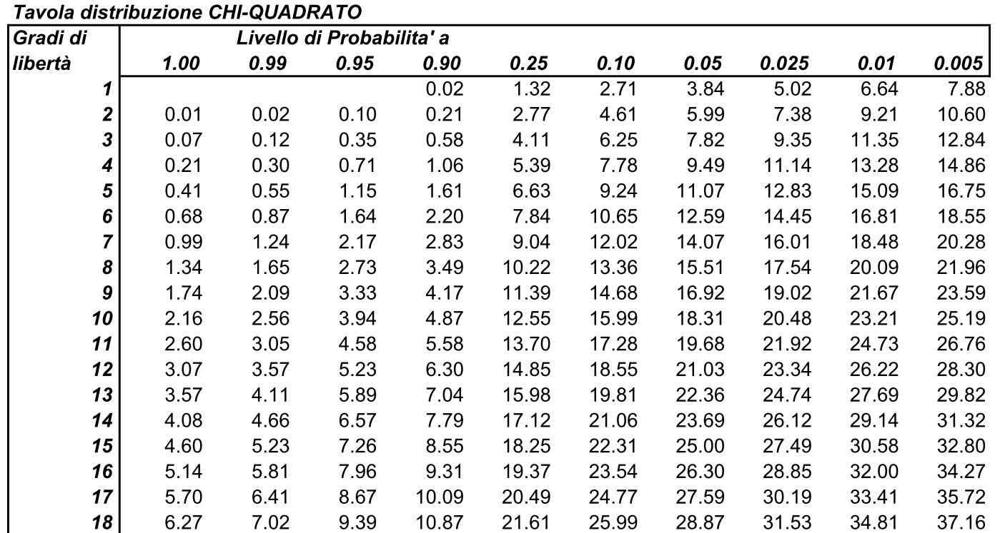 Tavola distribuzione CHI-QUADRATO
Gradi di Livello di Probabilita' a
libertà 1.00 0.99 0.95 0.90 0.25 0.10 0.05 0.025 0.01 0.005
1 0.02 1.32 2.71 3.84 5.02 6.64 7.88
2 0.01 0.02 0.10 0.21 2.77 4.61 5.99 7.38 9.21 10.60
3 0.07 0.12 0.35 0.58 4.11 6.25 7.82 9.35 11.35 12.84
4 0.21 0.30 0.71 1.06 5.39 7.78 9.49 11.14 13.28 14.86
5 0.41 0.55 1.15 1.61 6.63 9.24 11.07 12.83 15.09 16.75
6 0.68 0.87 1.64 2.20 7.84 10.65 12.59 14.45 16.81 18.55
7 0.99 1.24 2.17 2.83 9.04 12.02 14.07 16.01 18.48 20.28
8 1.34 1.65 2.73 3.49 10.22 13.36 15.51 17.54 20.09 21.96
9 1.74 2.09 3.33 4.17 11.39 14.68 16.92 19.02 21.67 23.59
10 2.16 2.56 3.94 4.87 12.55 15.99 18.31 20.48 23.21 25.19
11 2.60 3.05 4.58 5.58 13.70 17.28 19.68 21.92 24.73 26.76
12 3.07 3.57 5.23 6.30 14.85 18.55 21.03 23.34 26.22 28.30
13 3.57 4.11 5.89 7.04 15.98 19.81 22.36 24.74 27.69 29.82
14 4.08 4.66 6.57 7.79 17.12 21.06 23.69 26.12 29.14 31.32
15 4.60 5.23 7.26 8.55 18.25 22.31 25.00 27.49 30.58 32.80
16 5.14 5.81 7.96 9.31 19.37 23.54 26.30 28.85 32.00 34.27
17 5.70 6.41 8.67 10.09 20.49 24.77 27.59 30.19 33.41 35.72
18 6.27 7.02 9.39 10.87 21.61 25.99 28.87 31.53 34.81 37.16